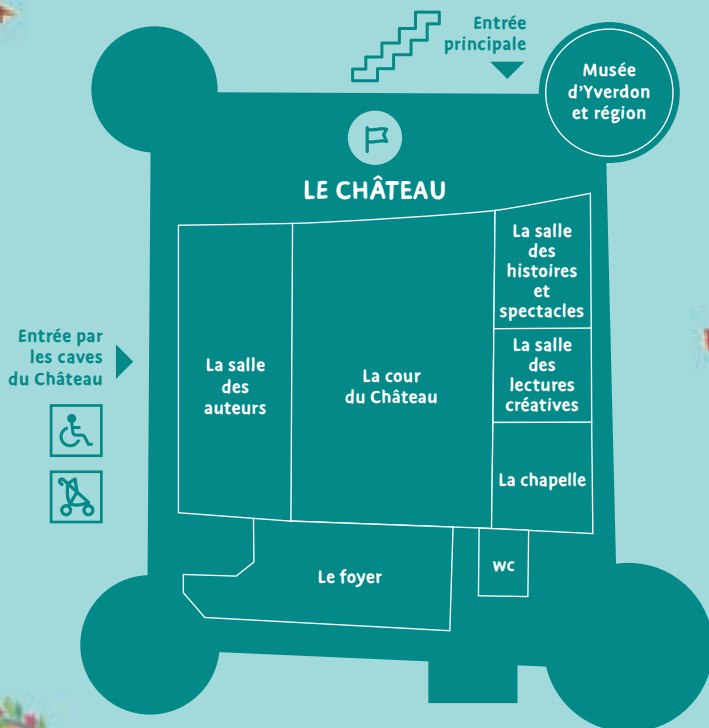 Entrée
principale
Musée
d'Yverdon
et région
LE CHÂTEAU
La salle
des
histoires
et
spectacles
Entrée par
les caves
du Château
La salle
des
auteurs
La cour
du Château
La salle
des
lectures
créatives
La chapelle
Le foyer
WC